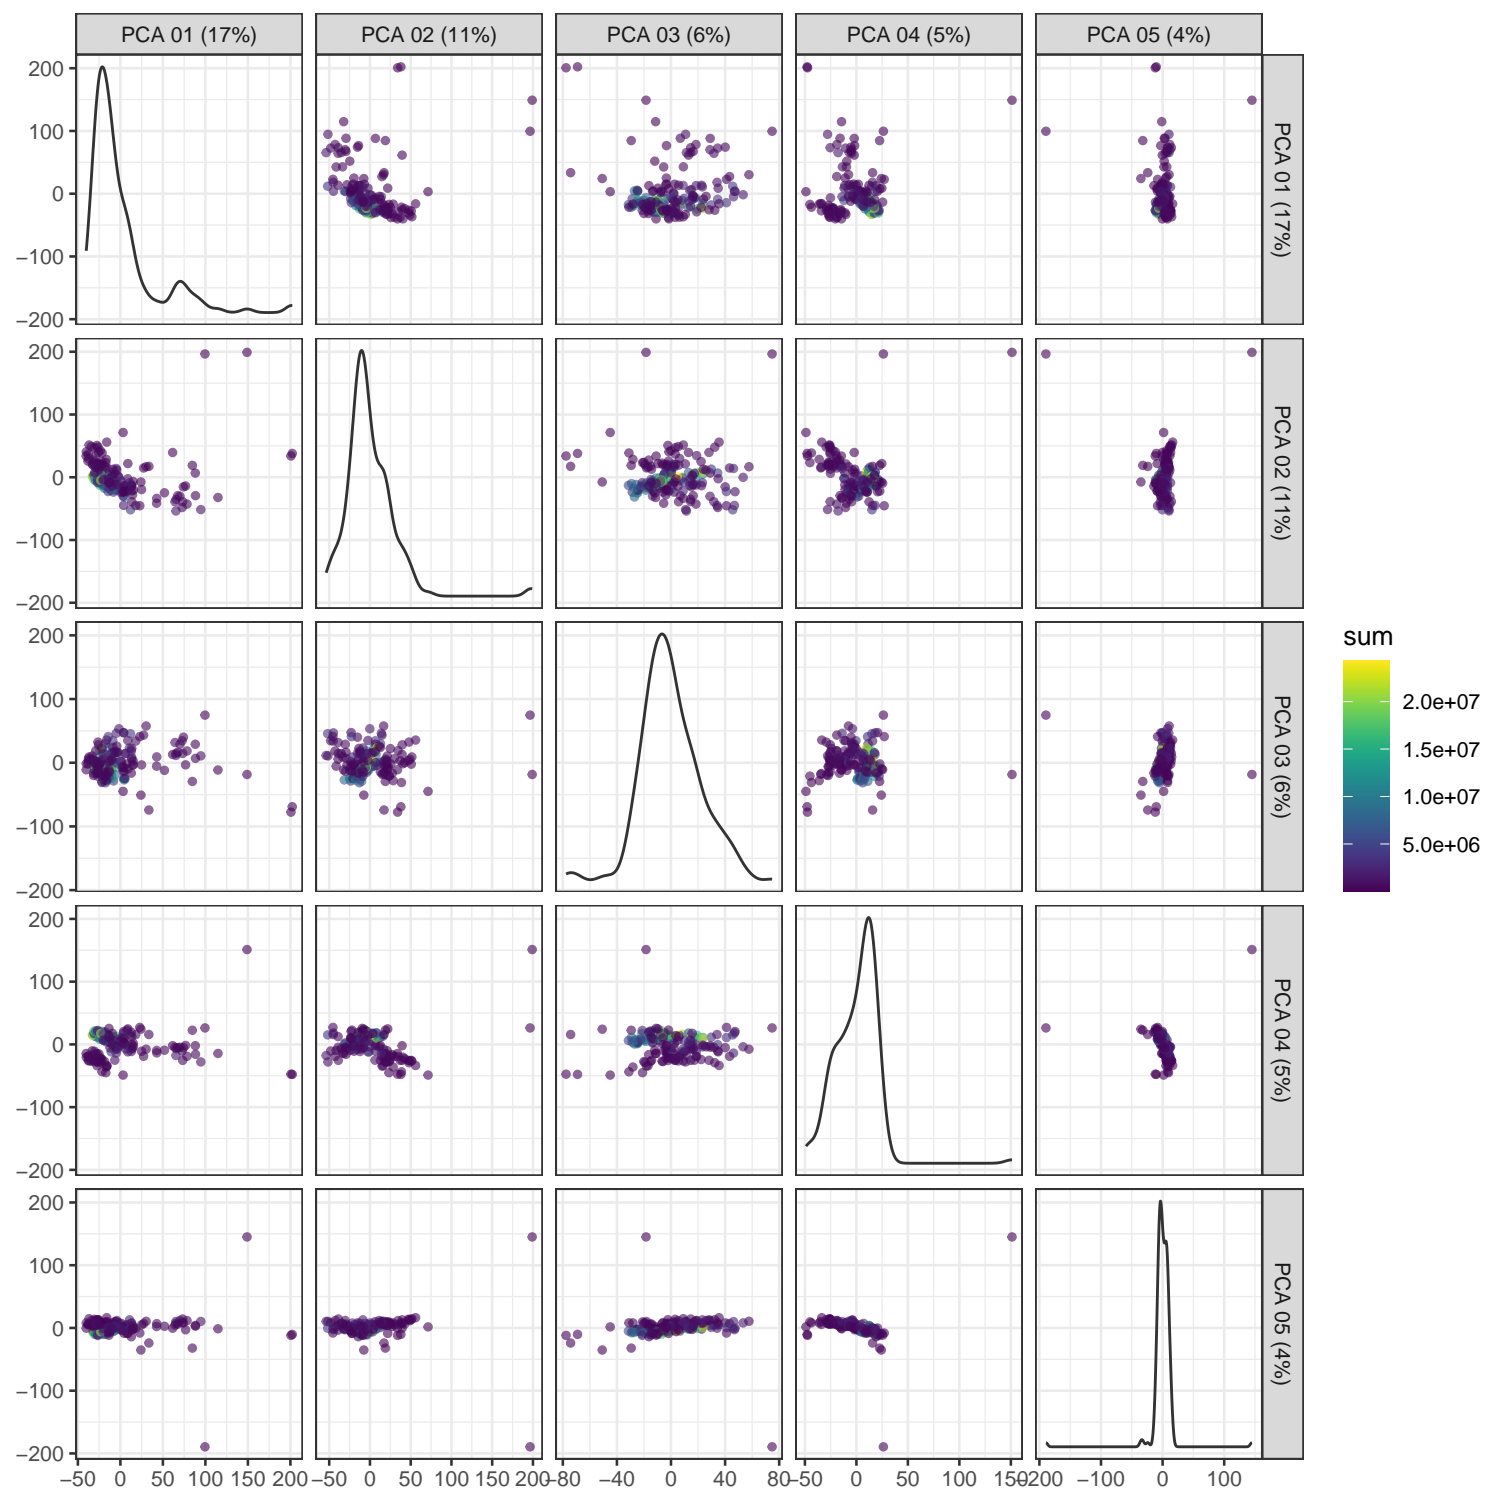 PCA 01 (17%) PCA 02 (11%) PCA 03 (6%) PCA 04 (5%) PCA 05 (4%)
200
100
0
−100
−200
PCA 01 (17%)
200
100
0
−100
−200
PCA 02 (11%)
200
100
0
−100
−200
PCA 03 (6%)
200
100
0
−100
−200
PCA 04 (5%)
200
100
0
−100
−200
PCA 05 (4%)
−50 0 50 100 150 200
−50 0 50 100 150 200
−80 −40 0 40 80
−50 0 50 100 150
−200 −100 0 100
sum
2.0e+07
1.5e+07
1.0e+07
5.0e+06